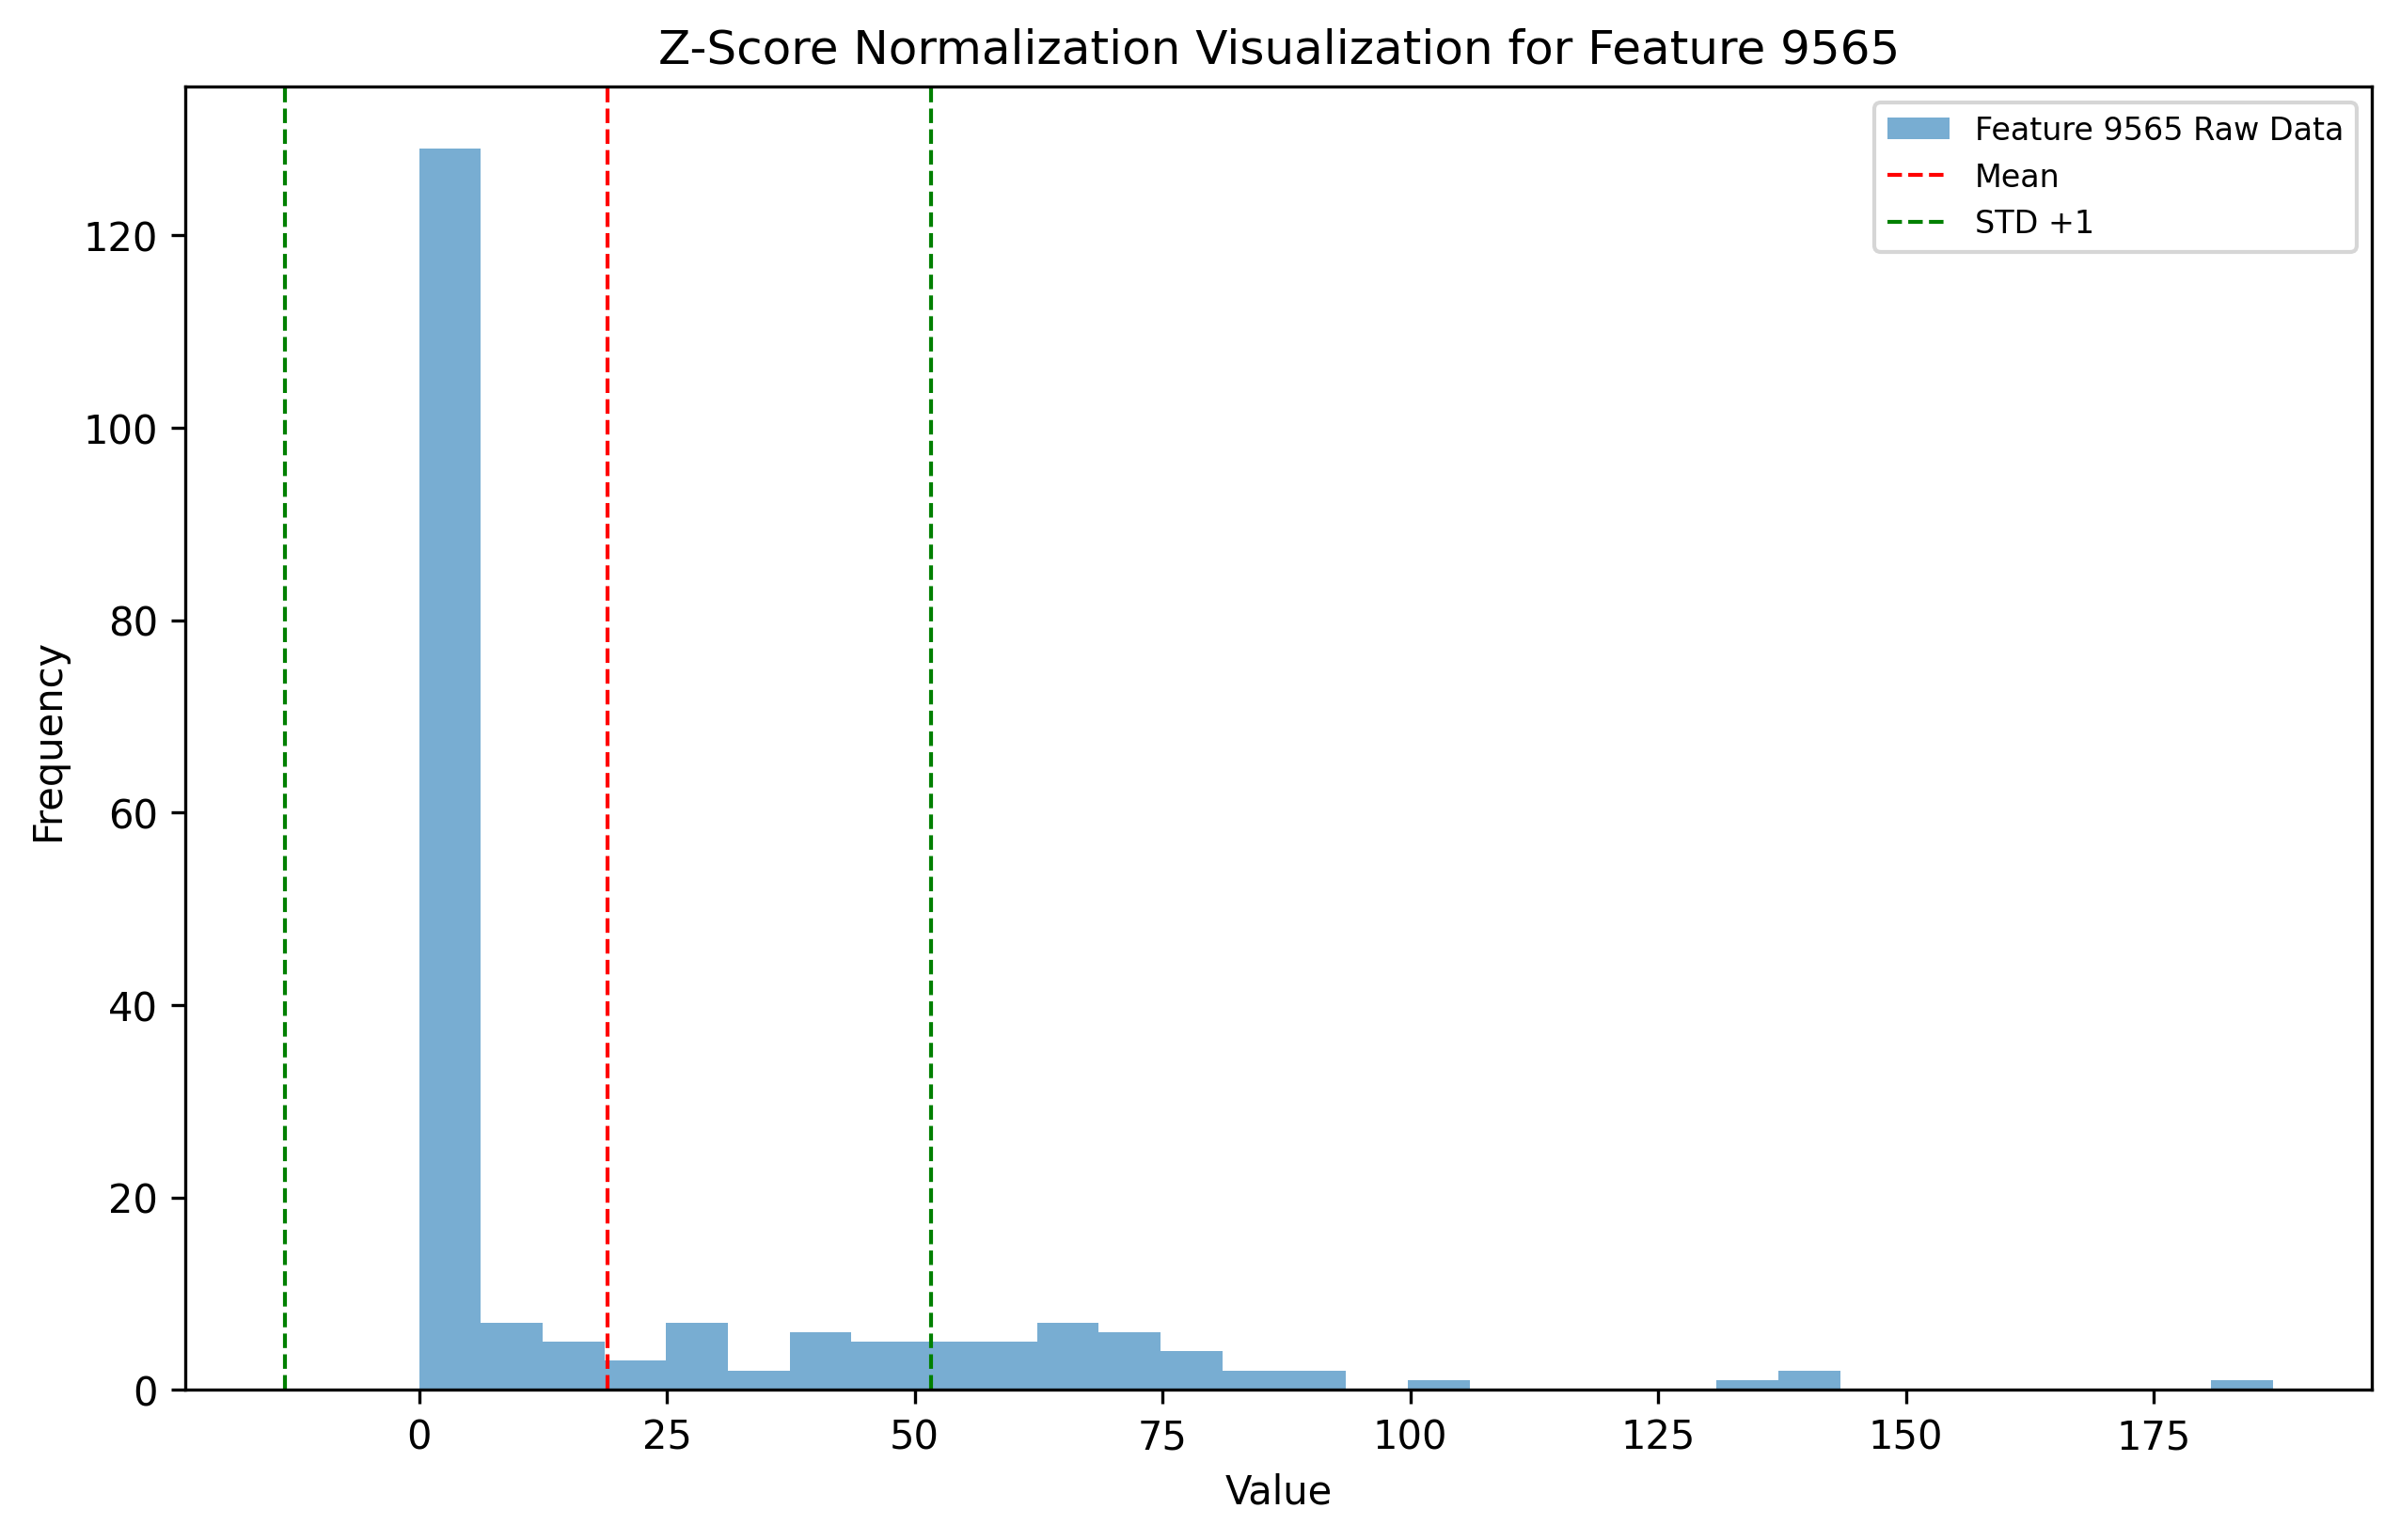 Z-Score Normalization Visualization for Feature 9565
Feature 9565 Raw Data
Mean
STD +1
120
100
80
60
40
20
0
Frequency
0 25 50 75 100 125 150 175
Value